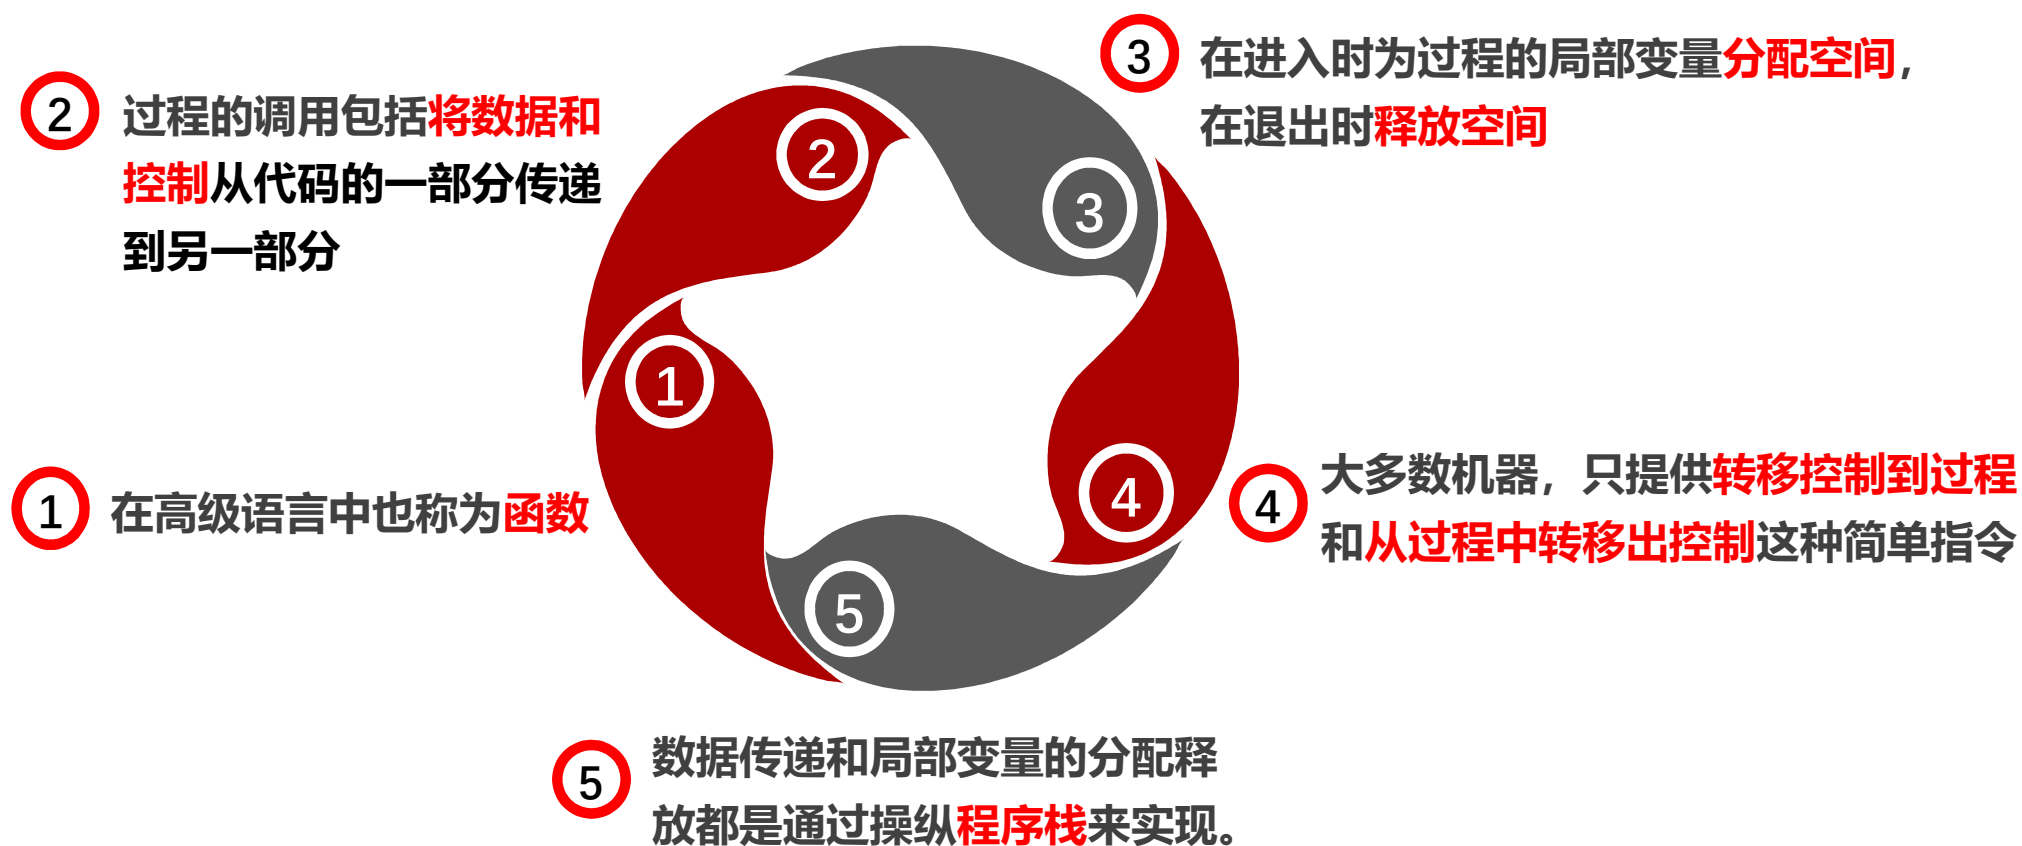 2
过程的调用包括将数据和
控制从代码的一部分传递
到另一部分
3
在进入时为过程的局部变量分配空间，
在退出时释放空间
2
3
1
4
5
1
在高级语言中也称为函数
4
大多数机器，只提供转移控制到过程
和从过程中转移出控制这种简单指令
5
数据传递和局部变量的分配释
放都是通过操纵程序栈来实现。